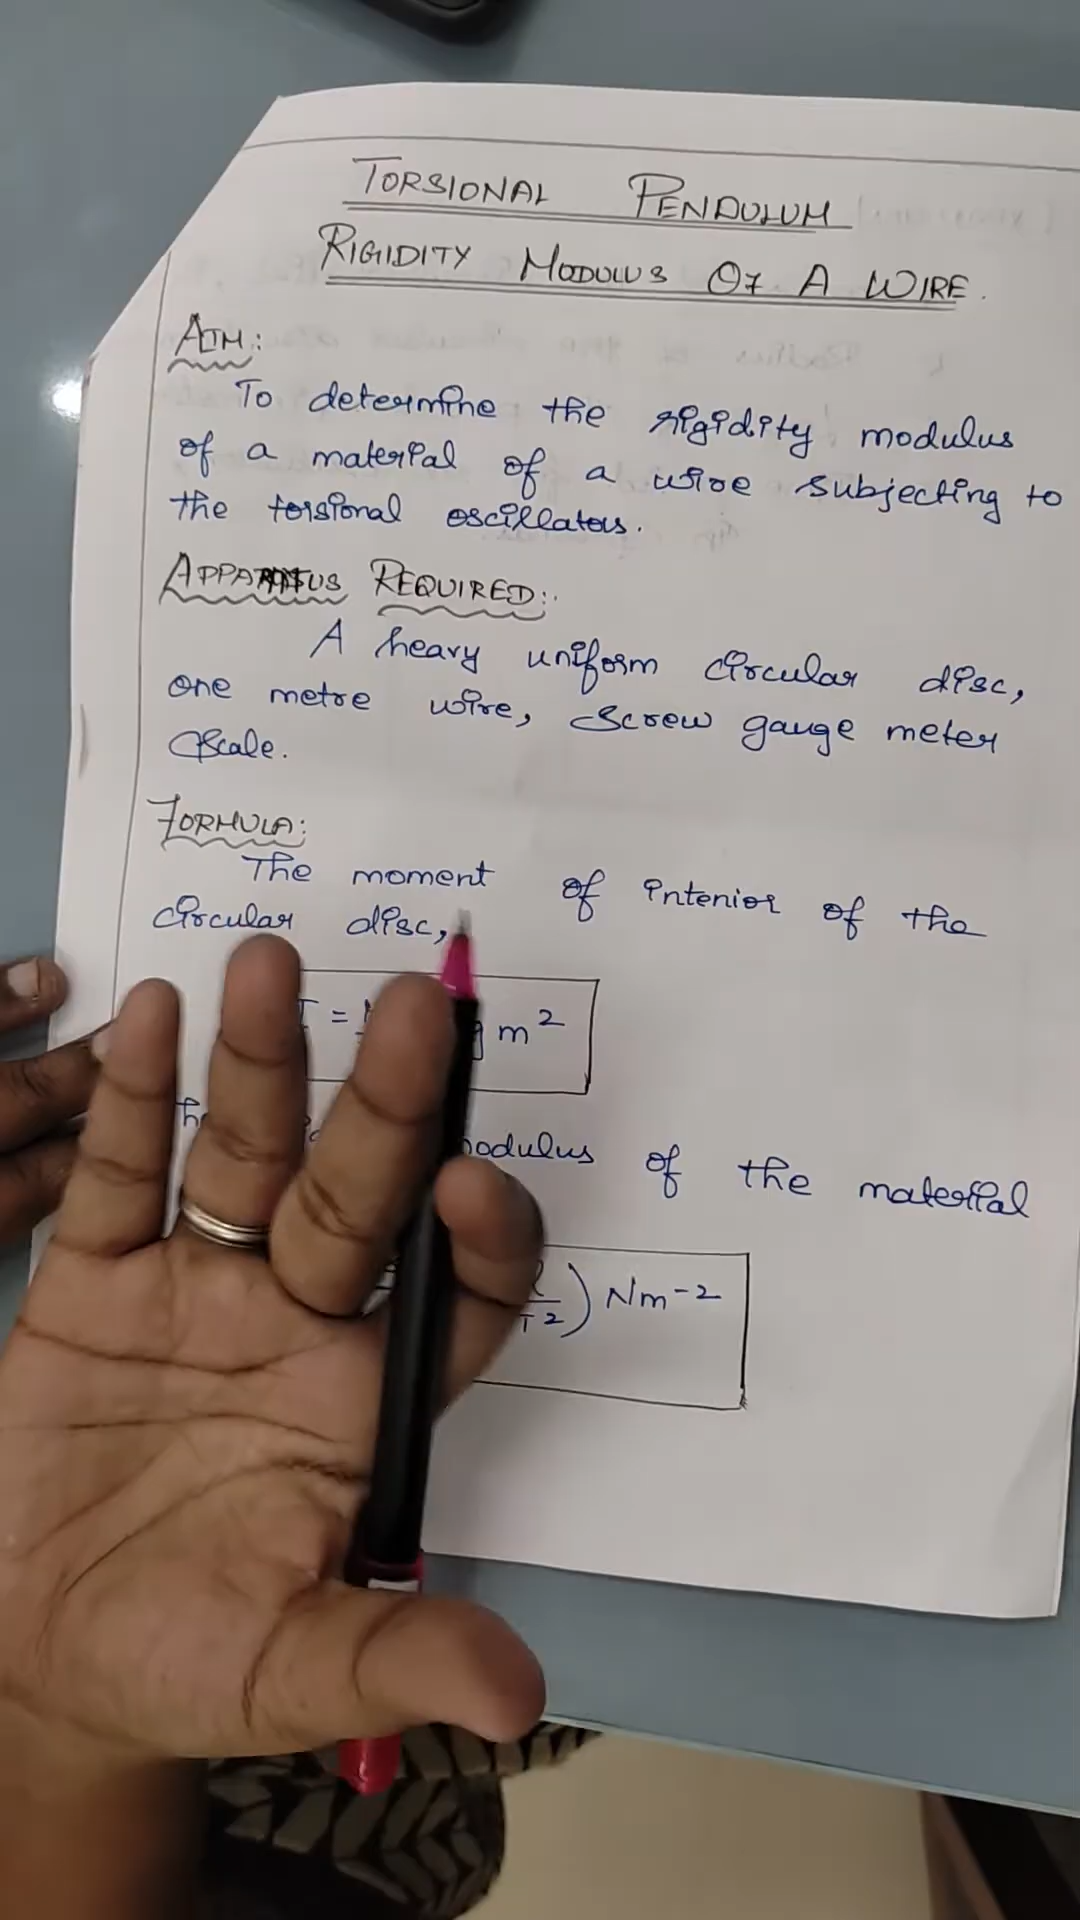 TORSIONAL PENDULUM
RIGIDITY MODULUS OF A WIRE.
AIM:
To determine the rigidity modulus
of a material of a wire subjecting to
the torsional oscillators.
APPARATUS REQUIRED:
A heavy uniform circular disc,
one metre wire, Screw gauge meter
Scale.
FORMULA:
The moment of intenior of the
circular disc,
I = m²
modulus of the material
T²) Nm-2